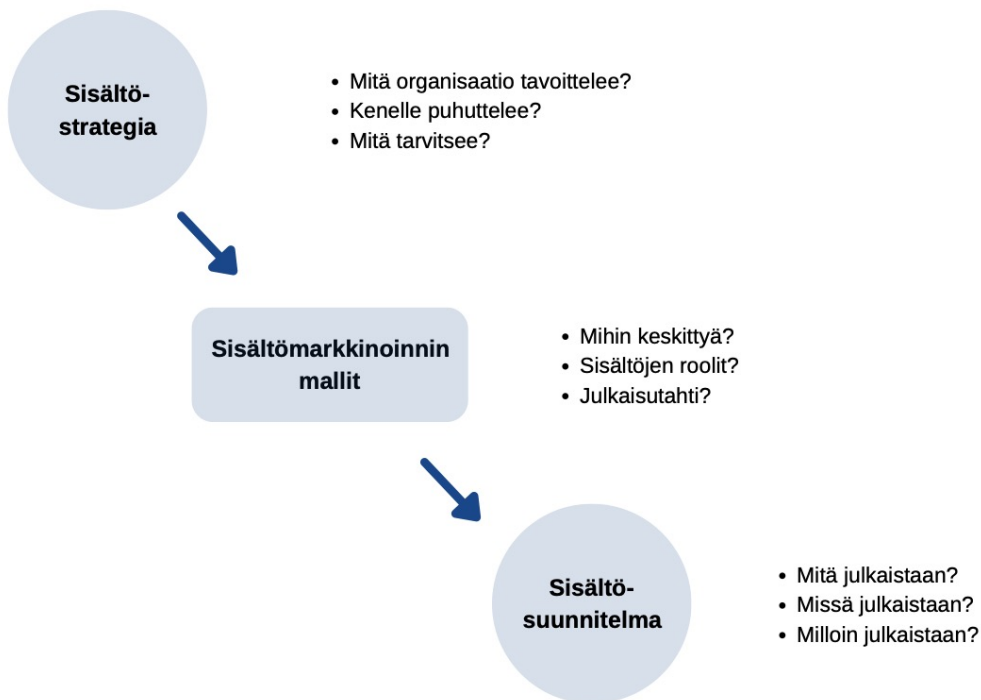 Sisältö-
strategia
• Mitä organisaatio tavoittelee?
• Kenelle puhuttelee?
• Mitä tarvitsee?
Sisältömarkkinoinnin
mallit
• Mihin keskittyä?
• Sisältöjen roolit?
• Julkaisutahti?
Sisältö-
suunnitelma
• Mitä julkaistaan?
• Missä julkaistaan?
• Milloin julkaistaan?